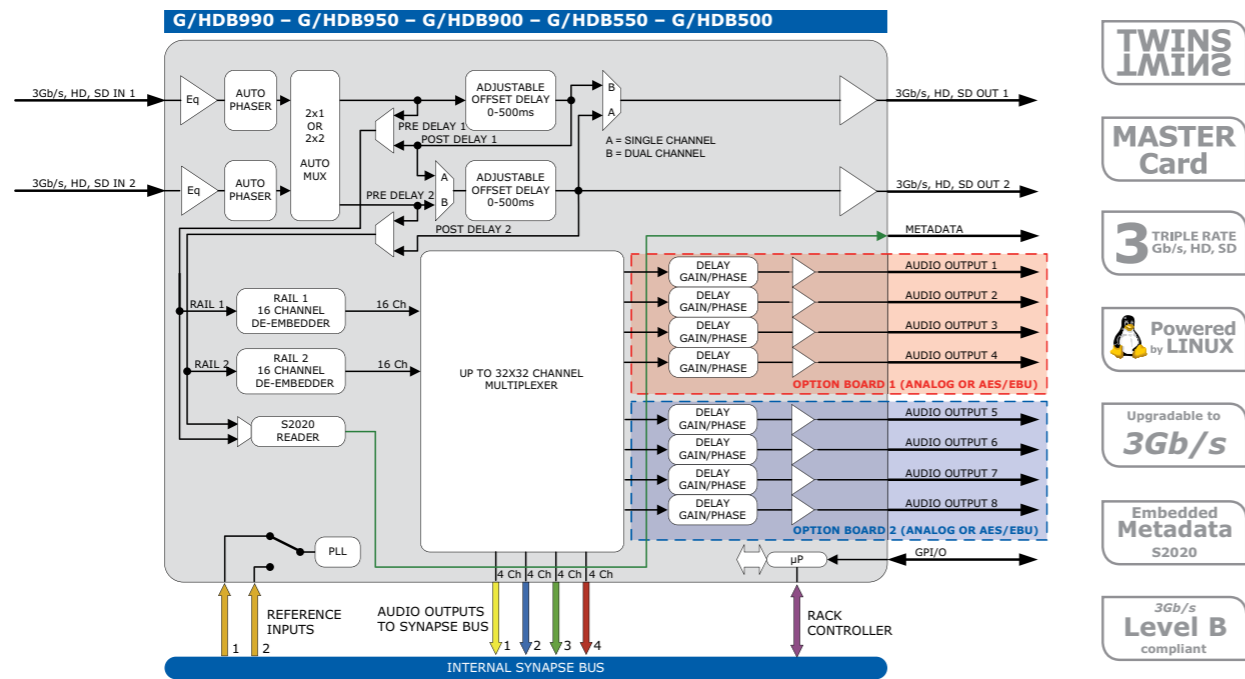 G/HDB990 – G/HDB950 – G/HDB900 – G/HDB550 – G/HDB500
3Gb/s, HD, SD IN 1
Eq
AUTO
PHASER
2x1
OR
2x2
AUTO
MUX
PRE DELAY 1
POST DELAY 1
ADJUSTABLE
OFFSET DELAY
0-500ms
B
A
A = SINGLE CHANNEL
B = DUAL CHANNEL
3Gb/s, HD, SD OUT 1
3Gb/s, HD, SD IN 2
Eq
AUTO
PHASER
PRE DELAY 2
POST DELAY 2
A
B
ADJUSTABLE
OFFSET DELAY
0-500ms
3Gb/s, HD, SD OUT 2
METADATA
RAIL 1
RAIL 1
16 CHANNEL
DE-EMBEDDER
16 Ch
RAIL 2
RAIL 2
16 CHANNEL
DE-EMBEDDER
16 Ch
S2020
READER
UP TO 32X32 CHANNEL
MULTIPLEXER
DELAY
GAIN/PHASE
AUDIO OUTPUT 1
DELAY
GAIN/PHASE
AUDIO OUTPUT 2
DELAY
GAIN/PHASE
AUDIO OUTPUT 3
DELAY
GAIN/PHASE
AUDIO OUTPUT 4
OPTION BOARD 1 (ANALOG OR AES/EBU)
DELAY
GAIN/PHASE
AUDIO OUTPUT 5
DELAY
GAIN/PHASE
AUDIO OUTPUT 6
DELAY
GAIN/PHASE
AUDIO OUTPUT 7
DELAY
GAIN/PHASE
AUDIO OUTPUT 8
OPTION BOARD 2 (ANALOG OR AES/EBU)
PLL
µP
GPI/O
4 Ch
4 Ch
4 Ch
4 Ch
REFERENCE
INPUTS
1
2
AUDIO OUTPUTS
TO SYNAPSE BUS
1
2
3
4
RACK
CONTROLLER
INTERNAL SYNAPSE BUS
TWINS
TWINS
MASTER
Card
3 TRIPLE RATE
Gb/s, HD, SD
Powered
by LINUX
Upgradable to
3Gb/s
Embedded
Metadata
S2020
3Gb/s
Level B
compliant